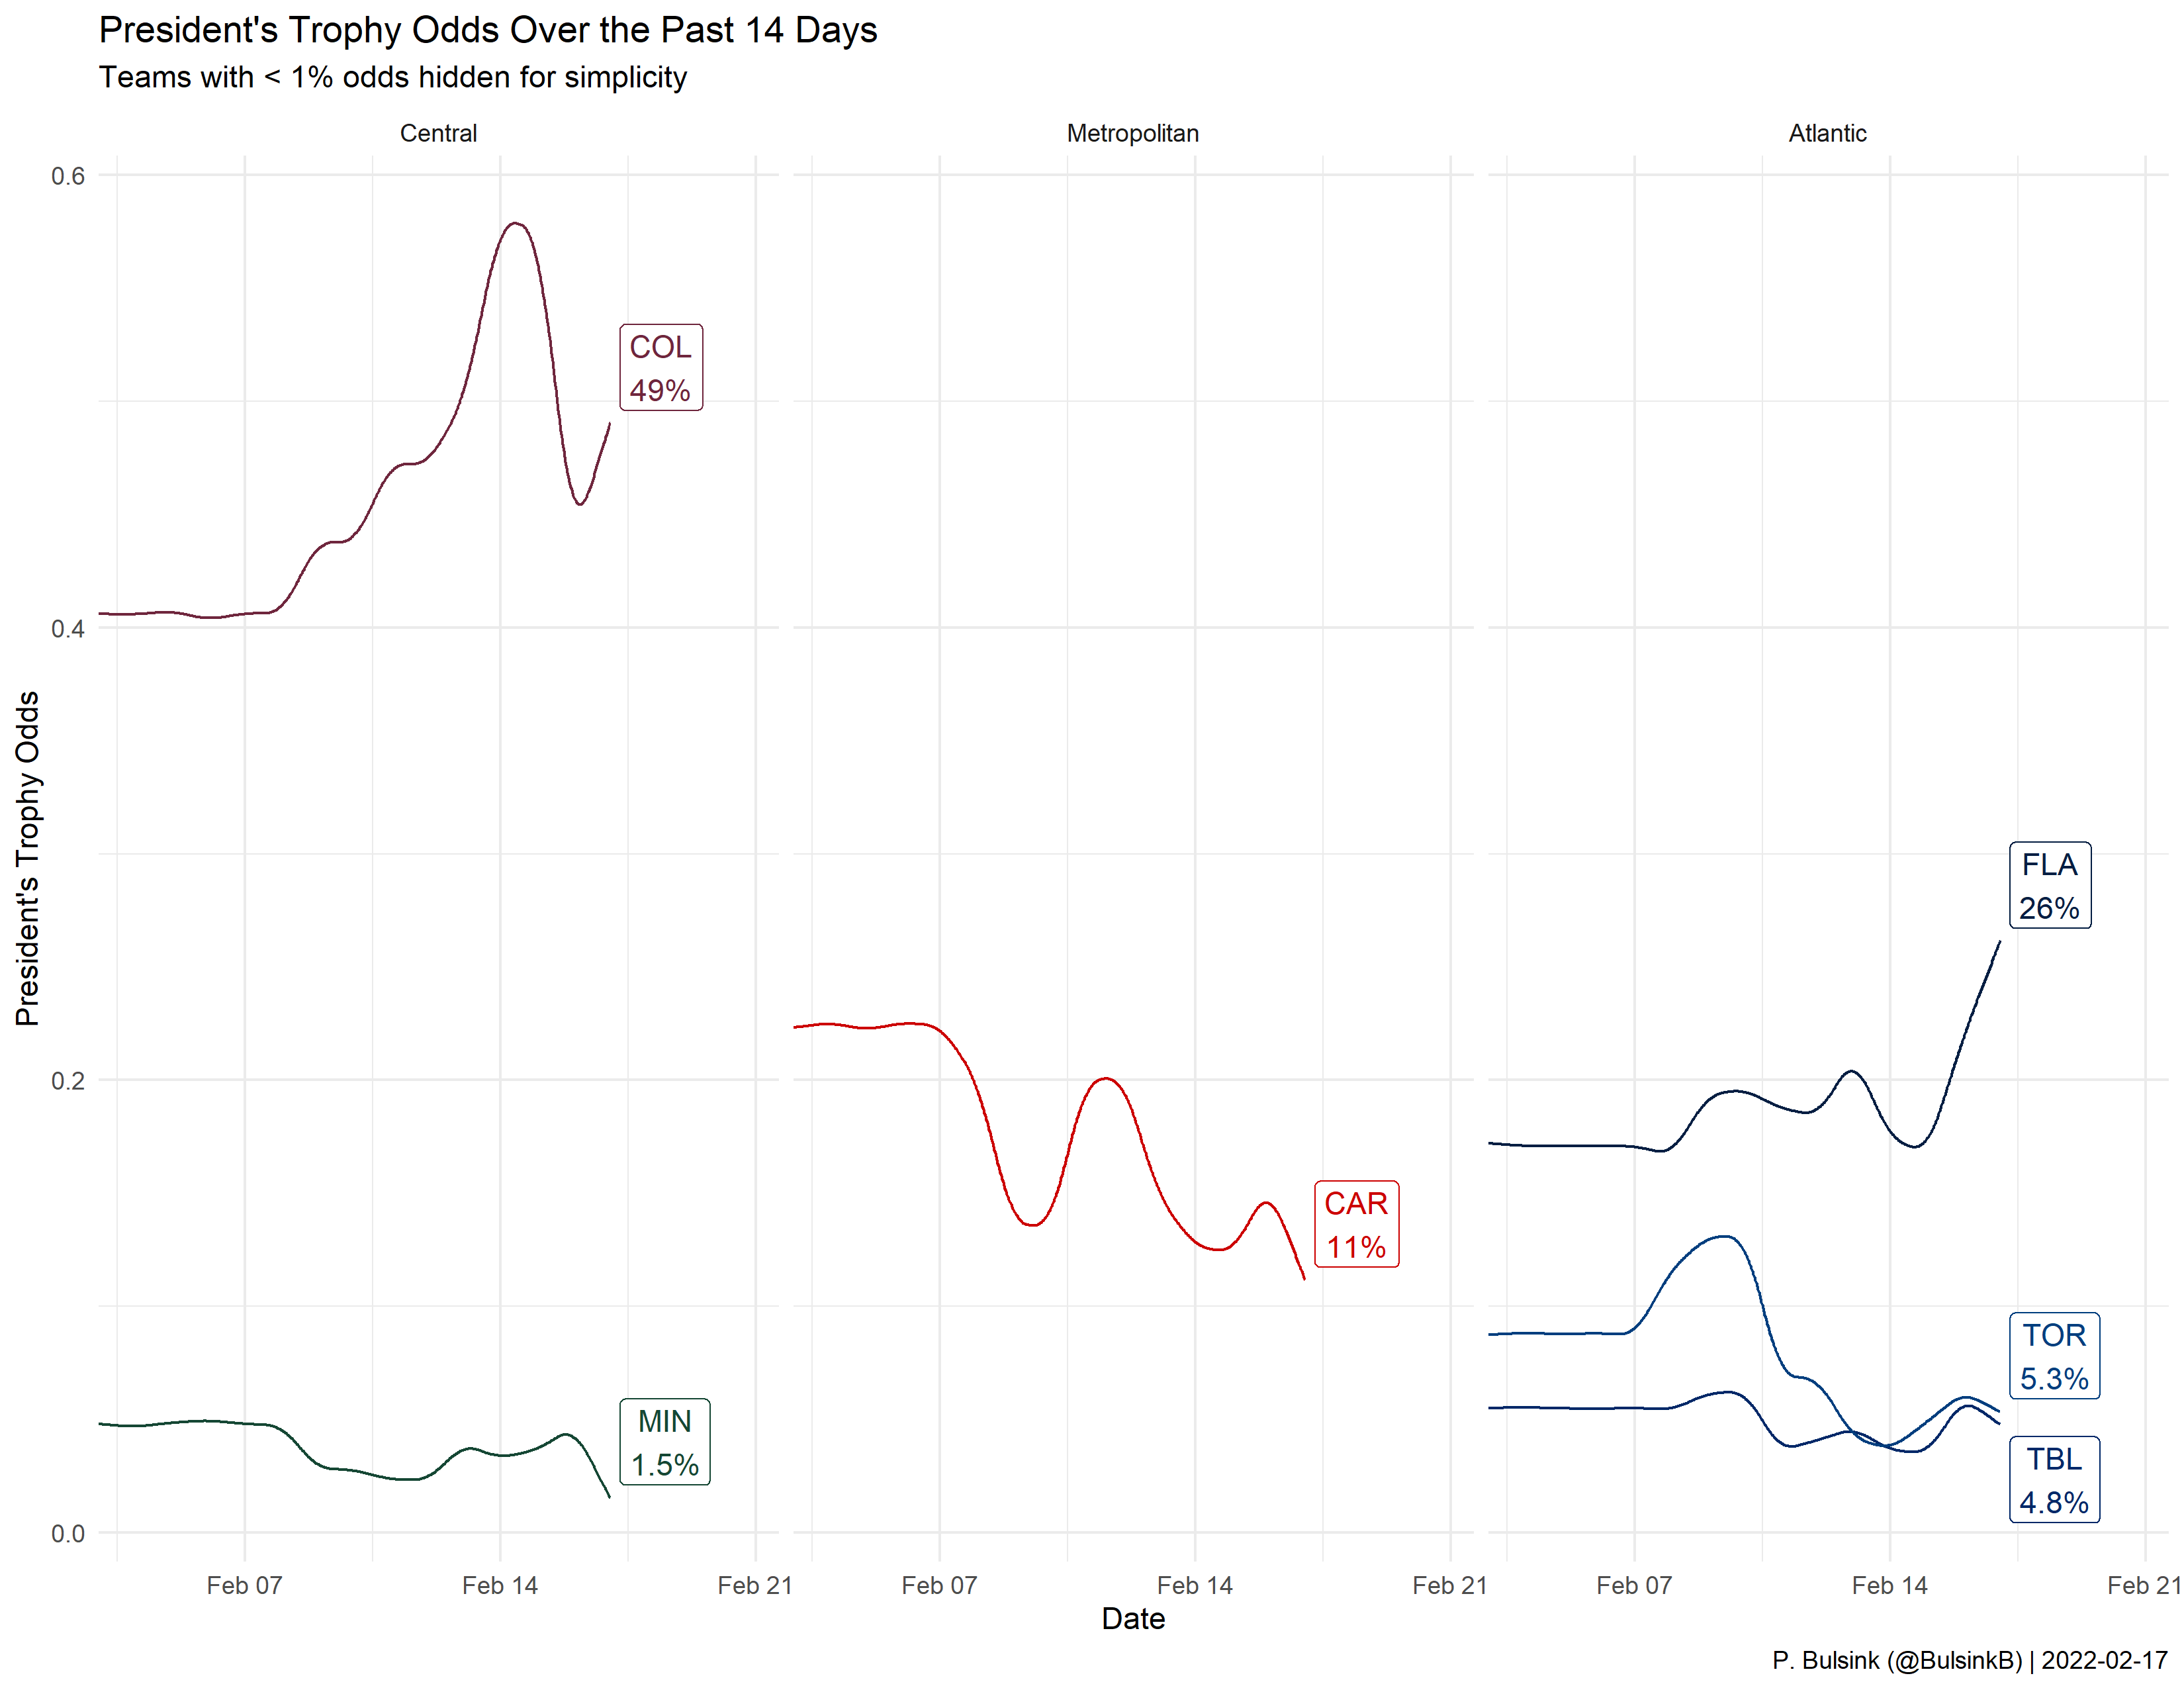 President's Trophy Odds Over the Past 14 Days
Teams with < 1% odds hidden for simplicity
Central
Metropolitan
Atlantic
President's Trophy Odds
0.6
0.4
0.2
0.0
COL
49%
MIN
1.5%
CAR
11%
FLA
26%
TOR
5.3%
TBL
4.8%
Feb 07
Feb 14
Feb 21
Feb 07
Feb 14
Feb 21
Feb 07
Feb 14
Feb 21
Date
P. Bulsink (@BulsinkB) | 2022-02-17